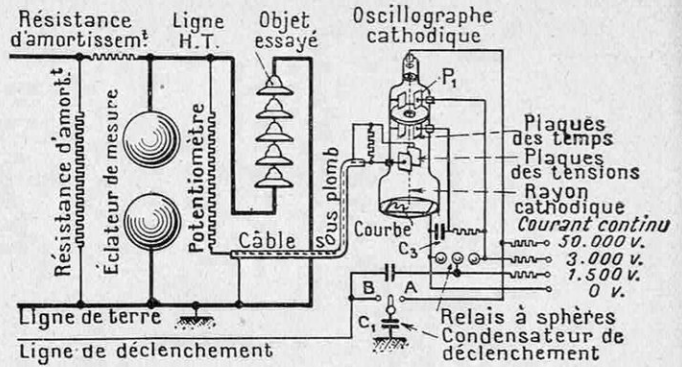 Résistance
d'amortissem.t
Ligne
H.T.
Objet
essayé
Oscillographe
cathodique
P1
Résistance d'amort.t
Éclateur de mesure
Potentiomètre
Câble sous plomb
Plaques
des temps
Plaques
des tensions
Rayon
cathodique
Courbe
Courant continu
C3
50.000 v.
3.000 v.
1.500 v.
0 v.
B A
Ligne de terre
C1
Relais à sphères
Condensateur de
déclenchement
Ligne de déclenchement